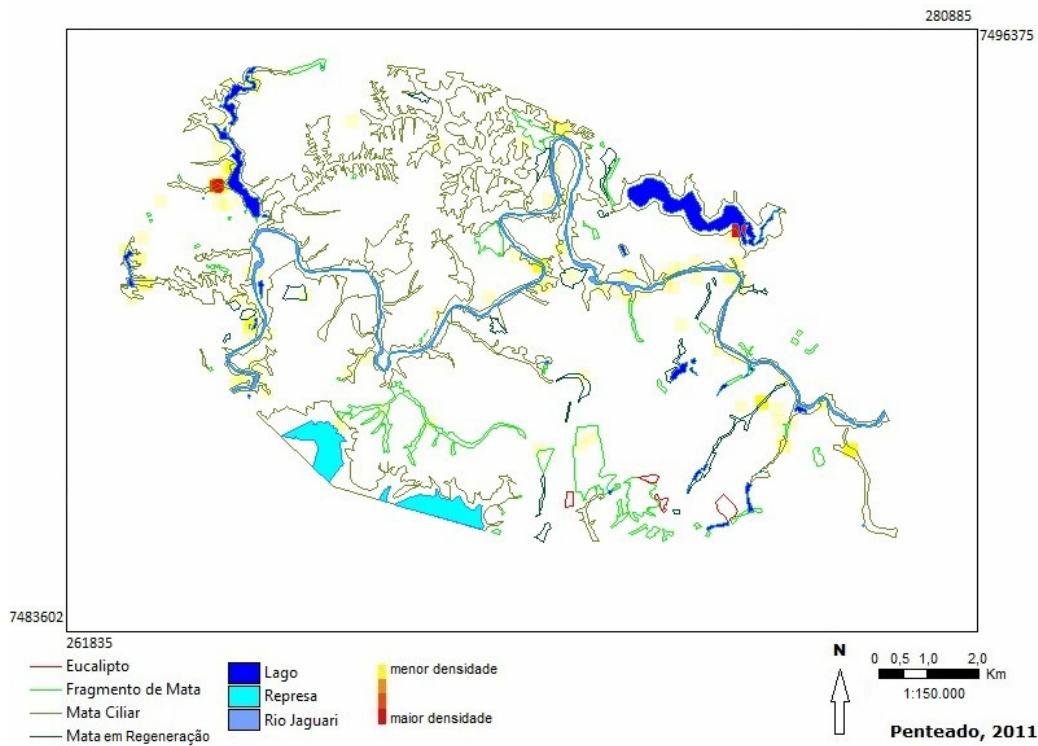 280885
7496375
7483602
261835
Eucalipto
Fragmento de Mata
Mata Ciliar
Mata em Regeneração
Lago
Represa
Rio Jaguari
menor densidade
maior densidade
N
0 0,5 1,0 2,0
Km
1:150.000
Penteado, 2011